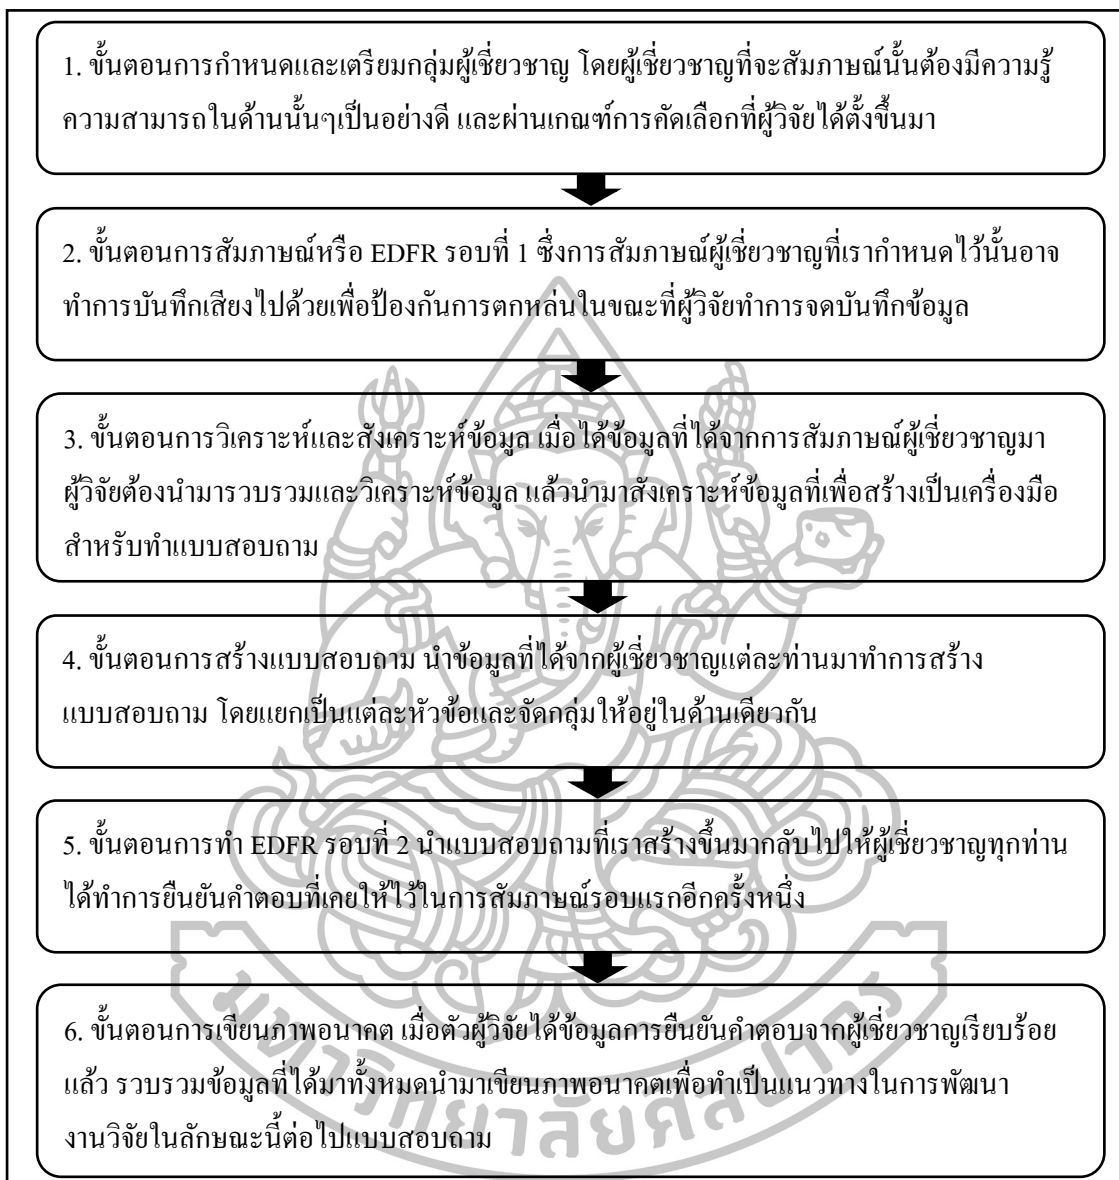 1. ขั้นตอนการกำหนดและเตรียมกลุ่มผู้เชี่ยวชาญ โดยผู้เชี่ยวชาญที่จะสัมภาษณ์นั้นต้องมีความรู้
ความสามารถในด้านนั้นๆเป็นอย่างดี และผ่านเกณฑ์การคัดเลือกที่ผู้วิจัยได้ตั้งขึ้นมา
2. ขั้นตอนการสัมภาษณ์หรือ EDFR รอบที่ 1 ซึ่งการสัมภาษณ์ผู้เชี่ยวชาญที่เรากำหนดไว้นั้นอาจ
ทำการบันทึกเสียงไปด้วยเพื่อป้องกันการตกหล่นในขณะที่ผู้วิจัยทำการจดบันทึกข้อมูล
3. ขั้นตอนการวิเคราะห์และสังเคราะห์ข้อมูล เมื่อได้ข้อมูลที่ได้จากการสัมภาษณ์ผู้เชี่ยวชาญมา
ผู้วิจัยต้องนำมารวบรวมและวิเคราะห์ข้อมูล แล้วนำมาสังเคราะห์ข้อมูลที่เพื่อสร้างเป็นเครื่องมือ
สำหรับทำแบบสอบถาม
4. ขั้นตอนการสร้างแบบสอบถาม นำข้อมูลที่ได้จากผู้เชี่ยวชาญแต่ละท่านมาทำการสร้าง
แบบสอบถาม โดยแยกเป็นแต่ละหัวข้อและจัดกลุ่มให้อยู่ในด้านเดียวกัน
5. ขั้นตอนการทำ EDFR รอบที่ 2 นำแบบสอบถามที่เราสร้างขึ้นมากลับไปให้ผู้เชี่ยวชาญทุกท่าน
ได้ทำการยืนยันคำตอบที่เคยให้ไว้ในการสัมภาษณ์รอบแรกอีกครั้งหนึ่ง
6. ขั้นตอนการเขียนภาพอนาคต เมื่อตัวผู้วิจัยได้ข้อมูลการยืนยันคำตอบจากผู้เชี่ยวชาญเรียบร้อย
แล้ว รวบรวมข้อมูลที่ได้มาทั้งหมดนำมาเขียนภาพอนาคตเพื่อทำเป็นแนวทางในการพัฒนา
งานวิจัยในลักษณะนี้ต่อไปแบบสอบถาม
มหาวิทยาลัยศิลปากร